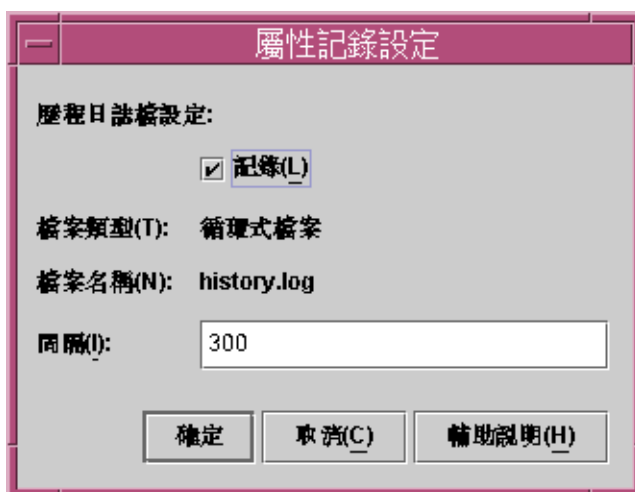 屬性記錄設定
歷程日誌檔設定:
記錄(L)
檔案類型(T): 循環式檔案
檔案名稱(N): history.log
間隔(I): 300
確定 取消(C) 輔助說明(H)